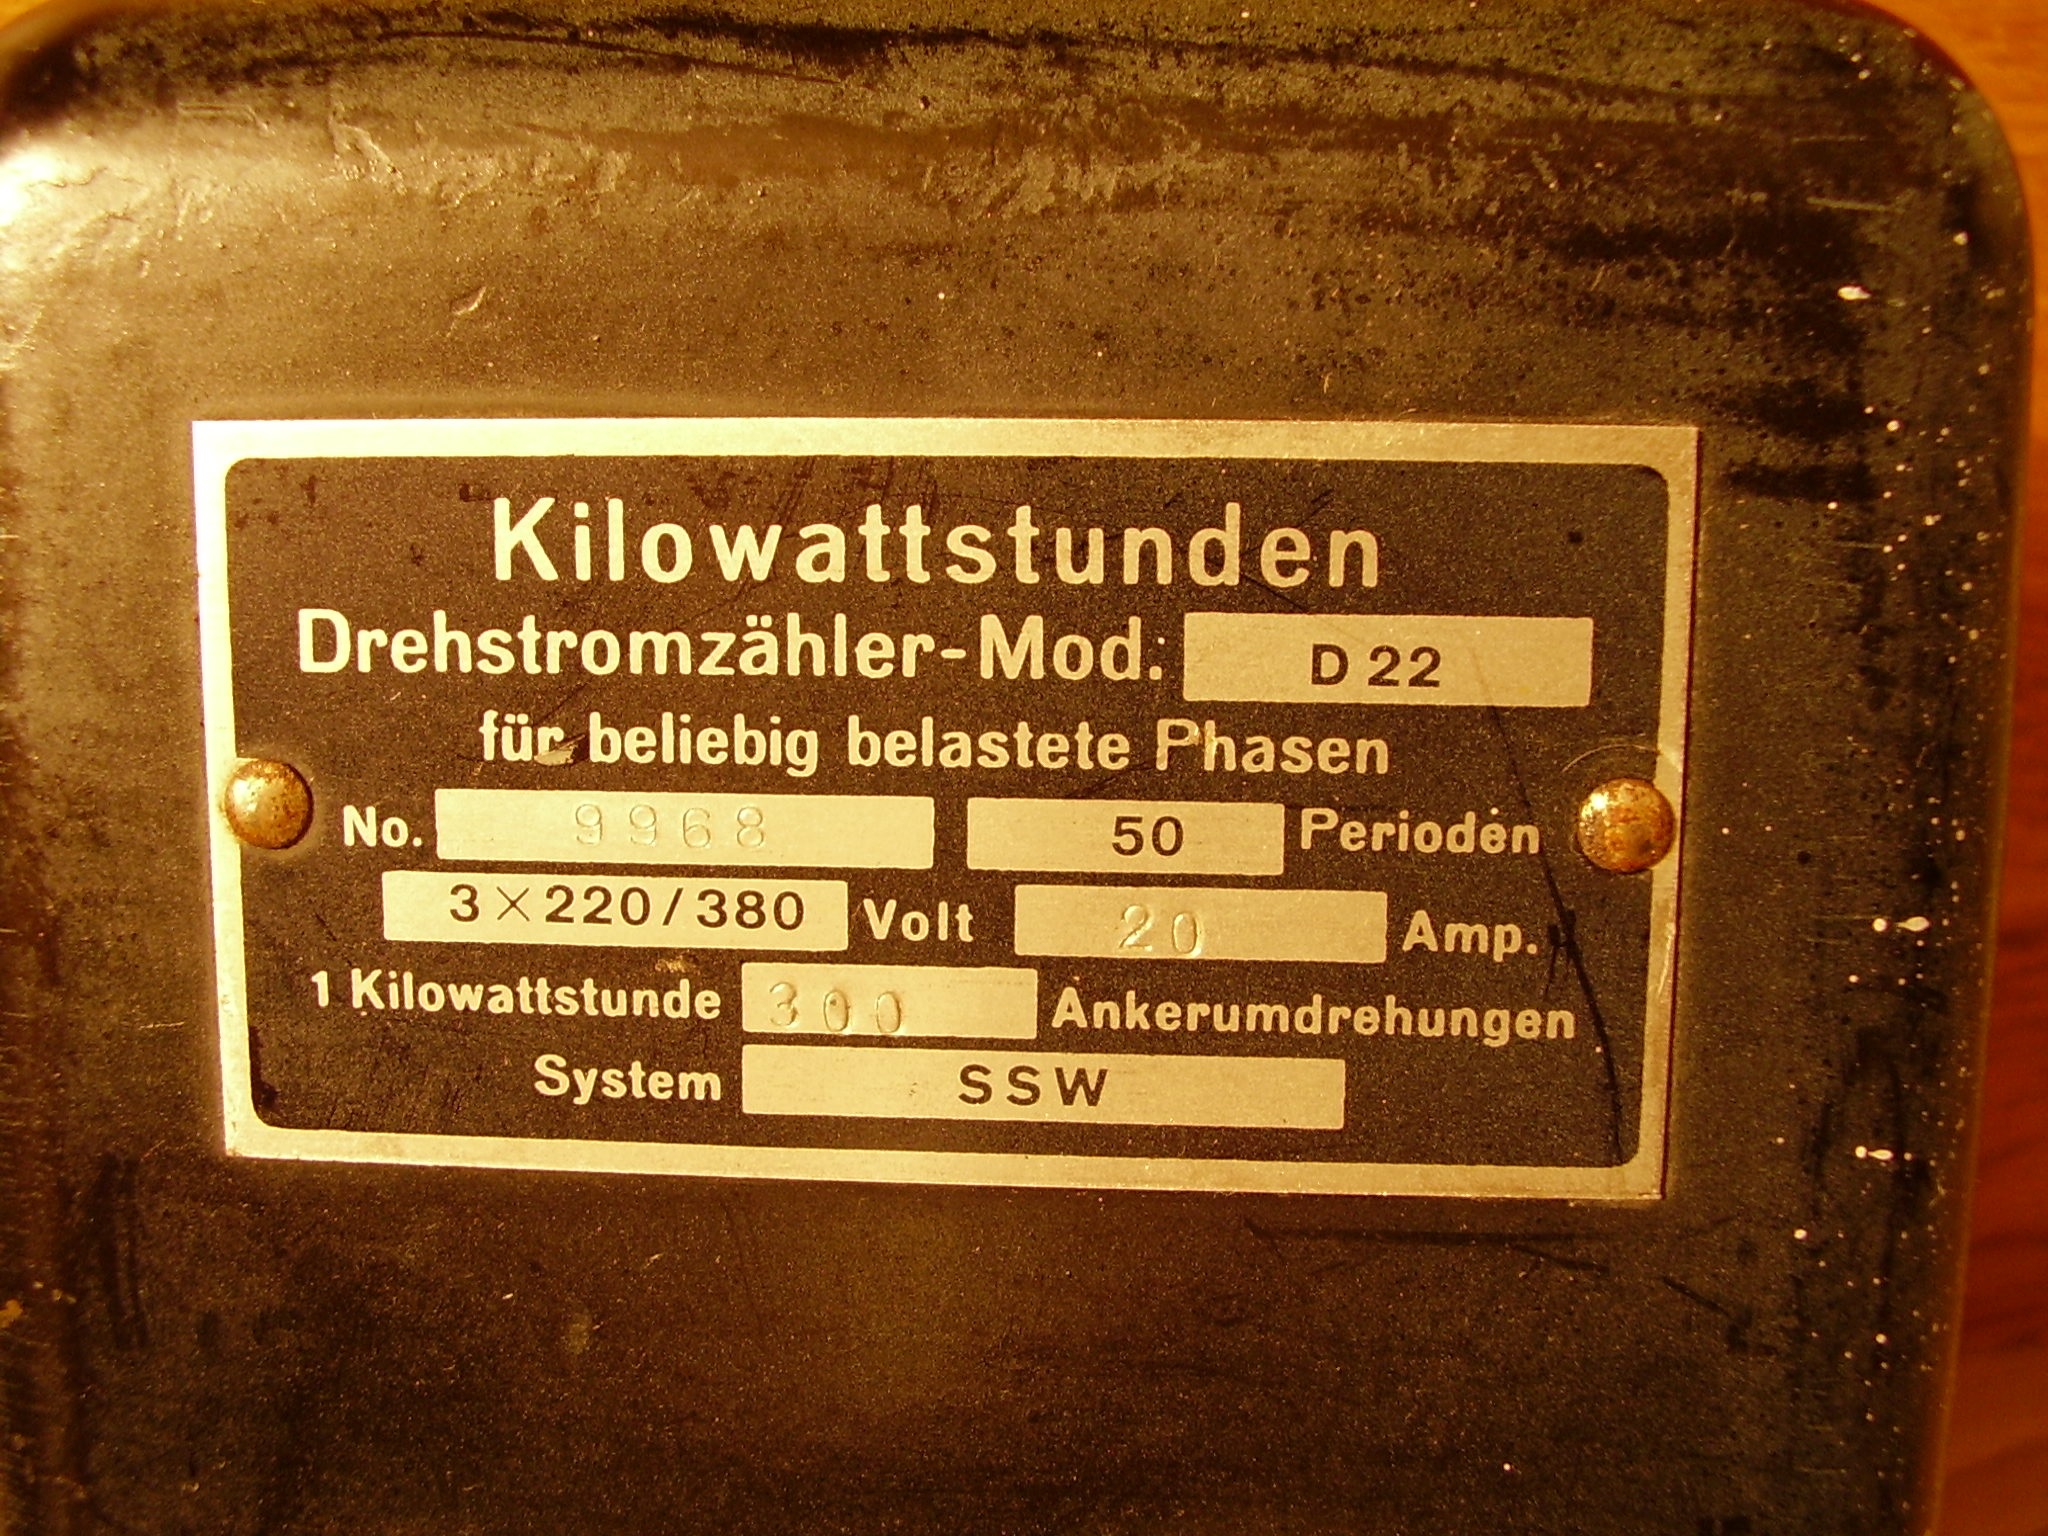 Kilowattstunden
Drehstromzähler-Mod.: D 22
für beliebig belastete Phasen
No. 9968 50 Perioden
3×220/380 Volt 20 Amp.
1 Kilowattstunde 300 Ankerumdrehungen
System SSW